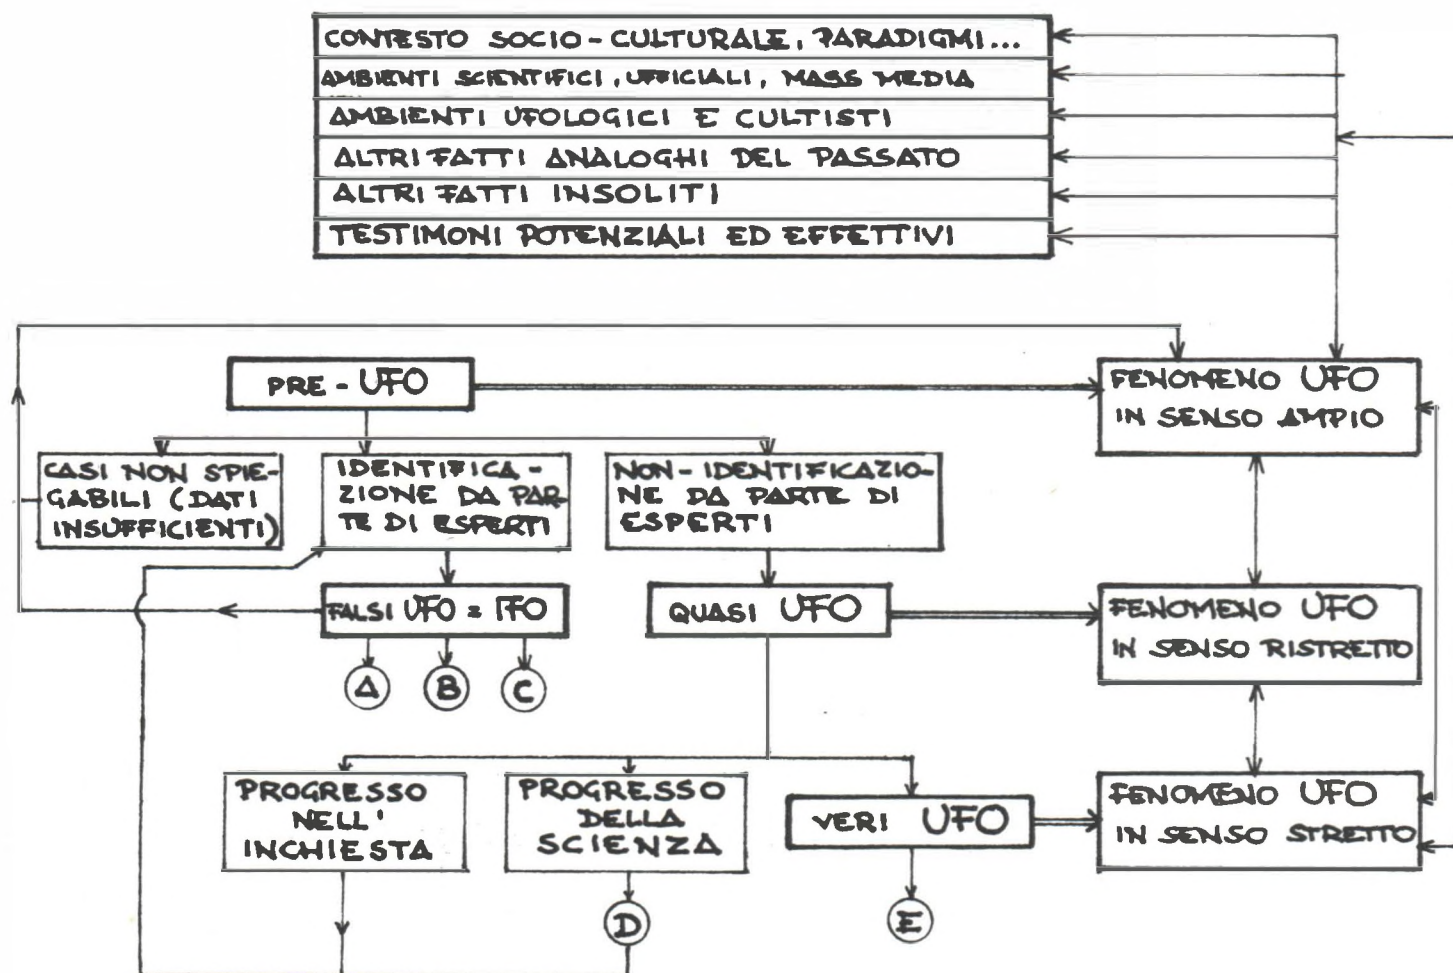 CONTESTO SOCIO-CULTURALE, PARADIGMI...
AMBIENTI SCIENTIFICI, UFFICIALI, MASS MEDIA
AMBIENTI UFOLOGICI E CULTISTI
ALTRI FATTI ANALOGHI DEL PASSATO
ALTRI FATTI INSOLITI
TESTIMONI POTENZIALI ED EFFETTIVI
PRE-UFO
FENOMENO UFO
IN SENSO AMPIO
CASI NON SPIE-
GABILI (DATI
INSUFFICIENTI)
IDENTIFICA-
ZIONE DA PAR-
TE DI ESPERTI
NON-IDENTIFICAZIO-
NE DA PARTE DI
ESPERTI
FALSI UFO = IFO
QUASI UFO
FENOMENO UFO
IN SENSO RISTRETTO
A
B
C
PROGRESSO
NELL'
INCHIESTA
PROGRESSO
DELLA
SCIENZA
VERI UFO
FENOMENO UFO
IN SENSO STRETTO
D
E